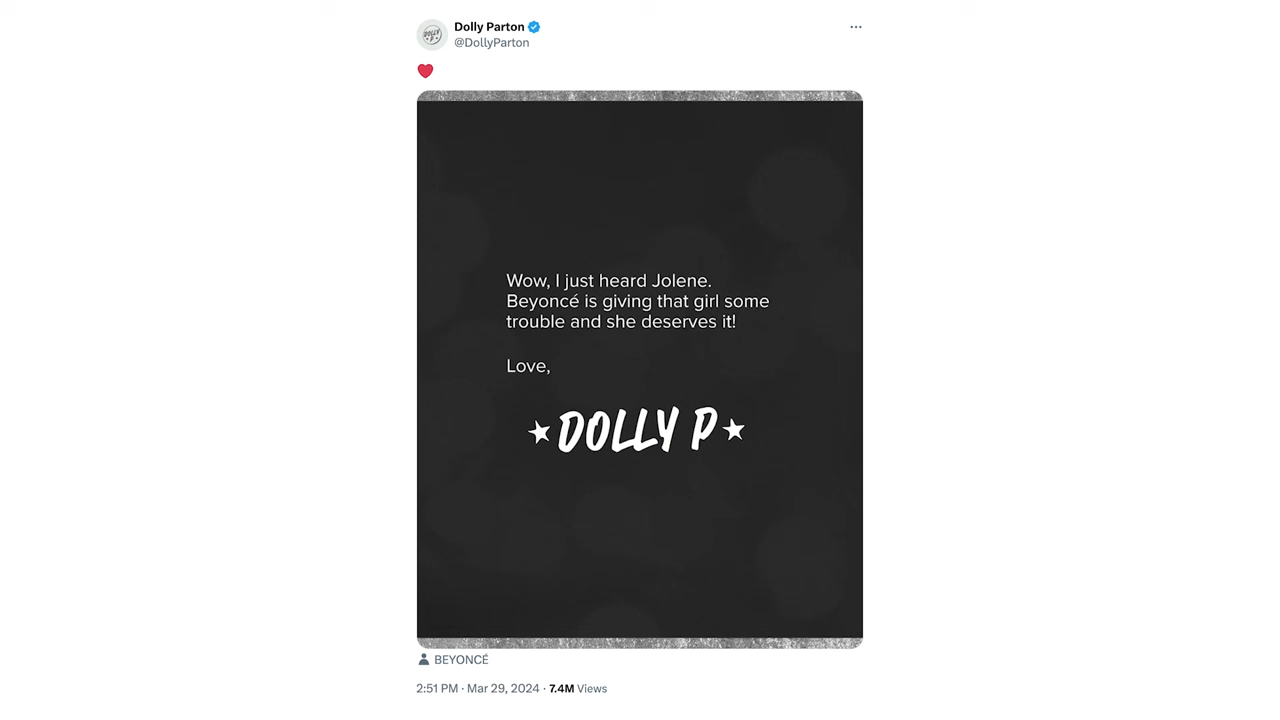 Dolly Parton
@DollyParton
Wow, I just heard Jolene.
Beyoncé is giving that girl some
trouble and she deserves it!
Love,
DOLLY P
BEYONCÉ
2:51 PM · Mar 29, 2024 · 7.4M Views